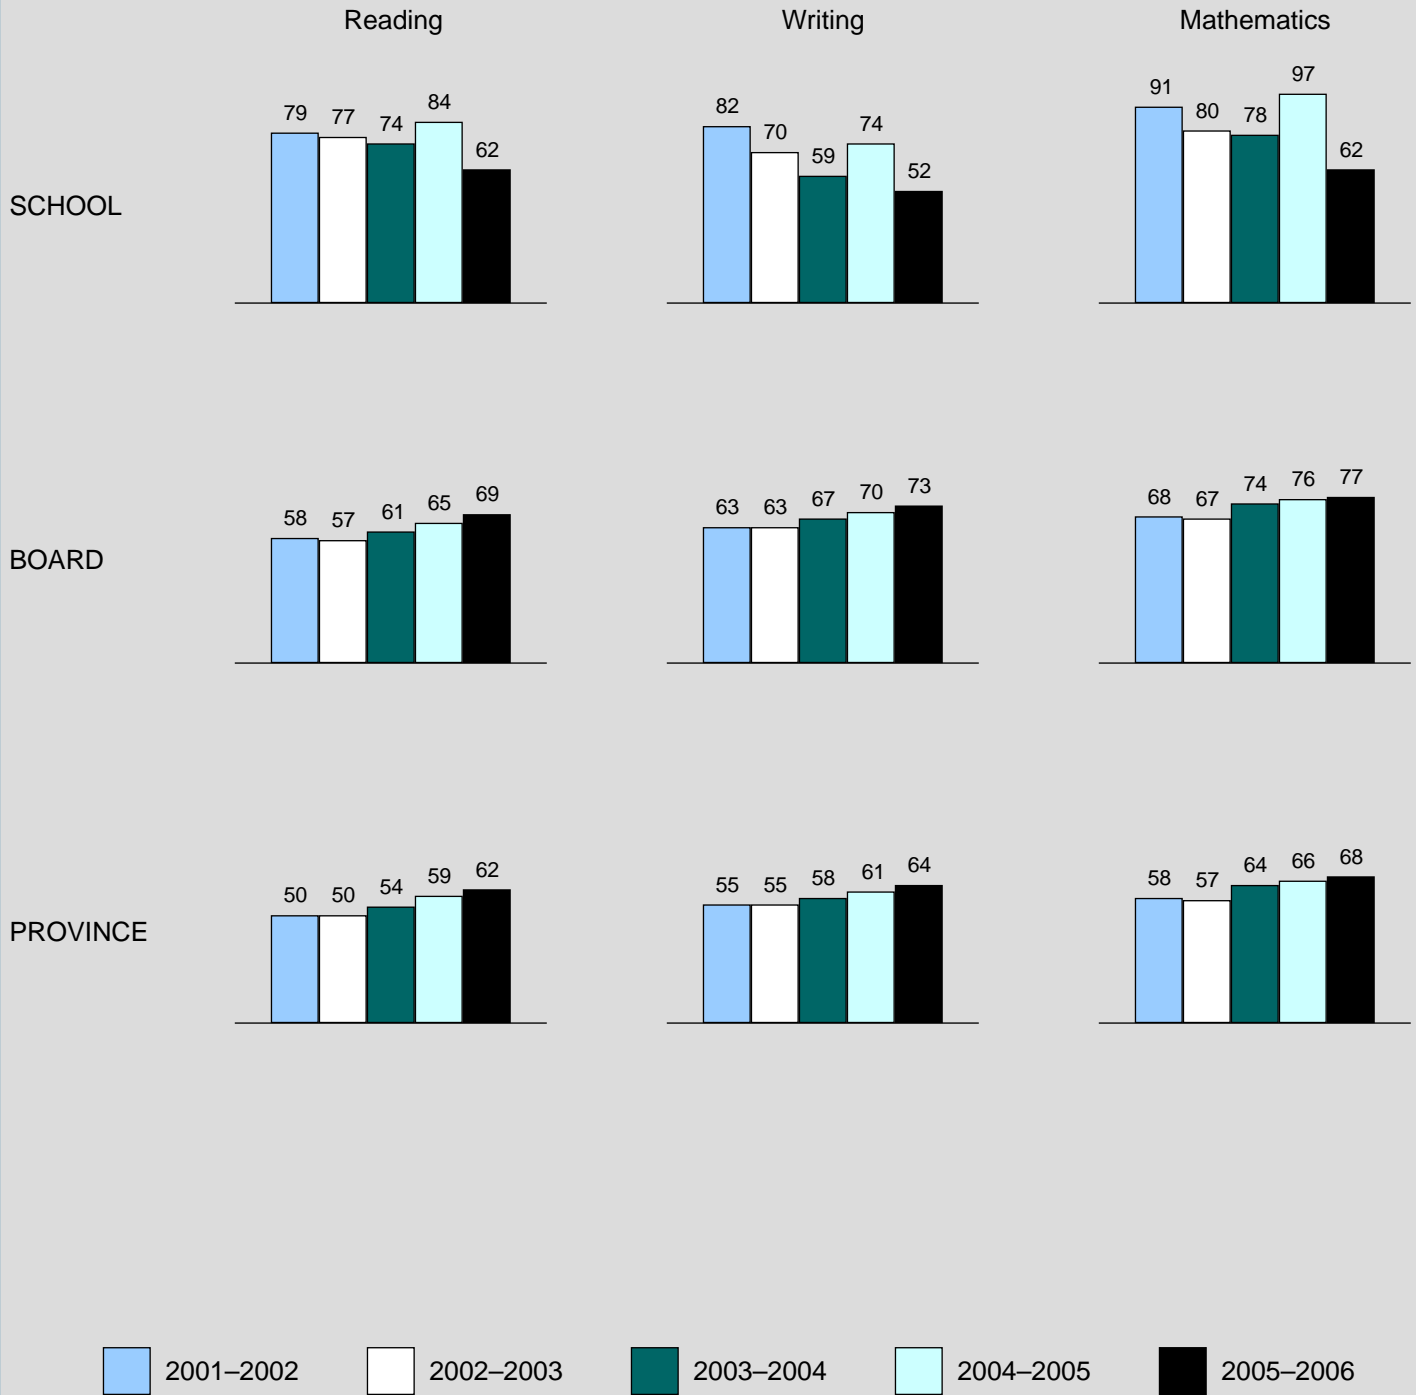 Reading Writing Mathematics
SCHOOL
79 77 74 84 62
82 70 59 74 52
91 80 78 97 62
BOARD
58 57 61 65 69
63 63 67 70 73
68 67 74 76 77
PROVINCE
50 50 54 59 62
55 55 58 61 64
58 57 64 66 68
2001–2002 2002–2003 2003–2004 2004–2005 2005–2006